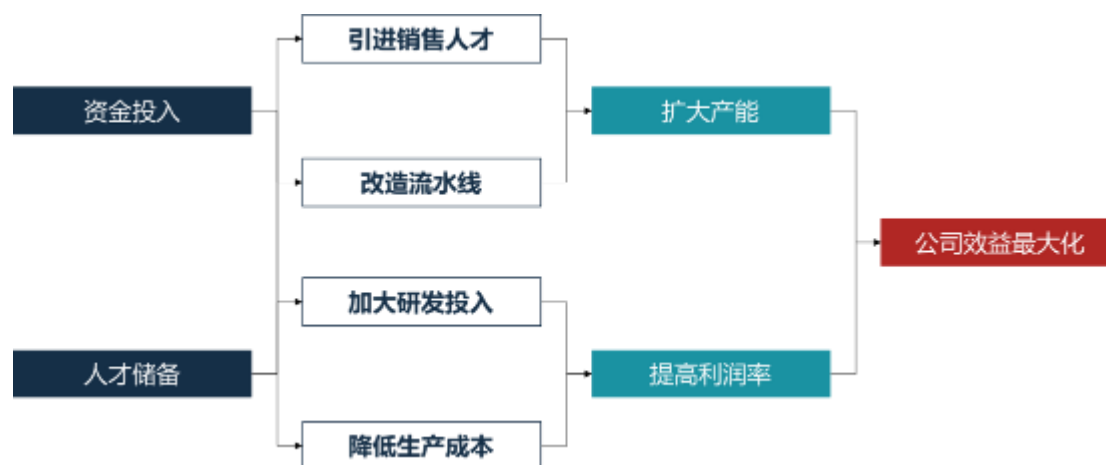 引进销售人才
资金投入
扩大产能
改造流水线
公司效益最大化
加大研发投入
人才储备
提高利润率
降低生产成本